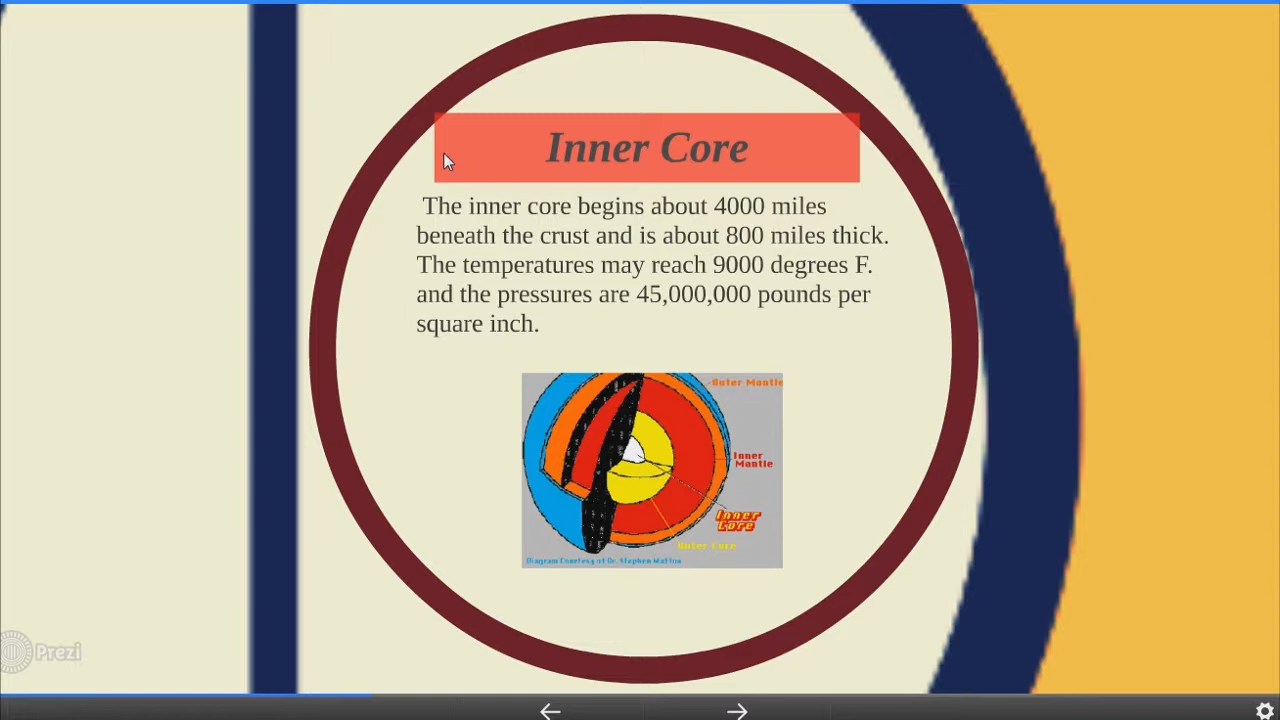 Inner Core
The inner core begins about 4000 miles
beneath the crust and is about 800 miles thick.
The temperatures may reach 9000 degrees F.
and the pressures are 45,000,000 pounds per
square inch.
Outer Mantle
Inner
Mantle
Inner
Core
Outer Core
Diagram Courtesy of Dr. Stephen Mattox
Prezi